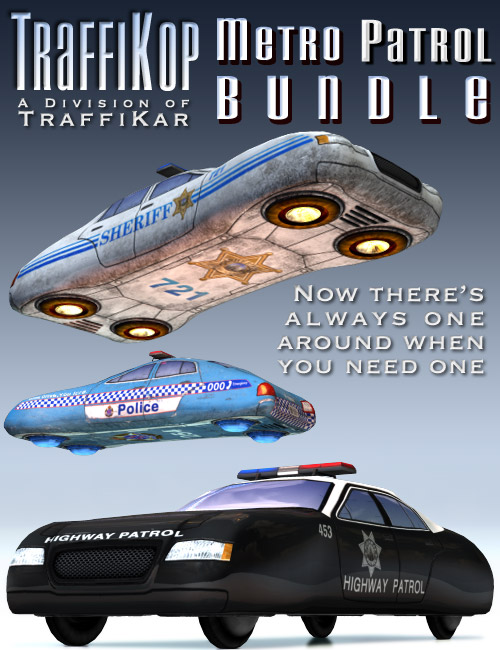 TRAFFIKOP
A DIVISION OF
TRAFFIKAR
METRO PATROL
BUNDLE
SHERIFF
721
NOW THERE'S
ALWAYS ONE
AROUND WHEN
YOU NEED ONE
000
Police
HIGHWAY PATROL
453
HIGHWAY PATROL